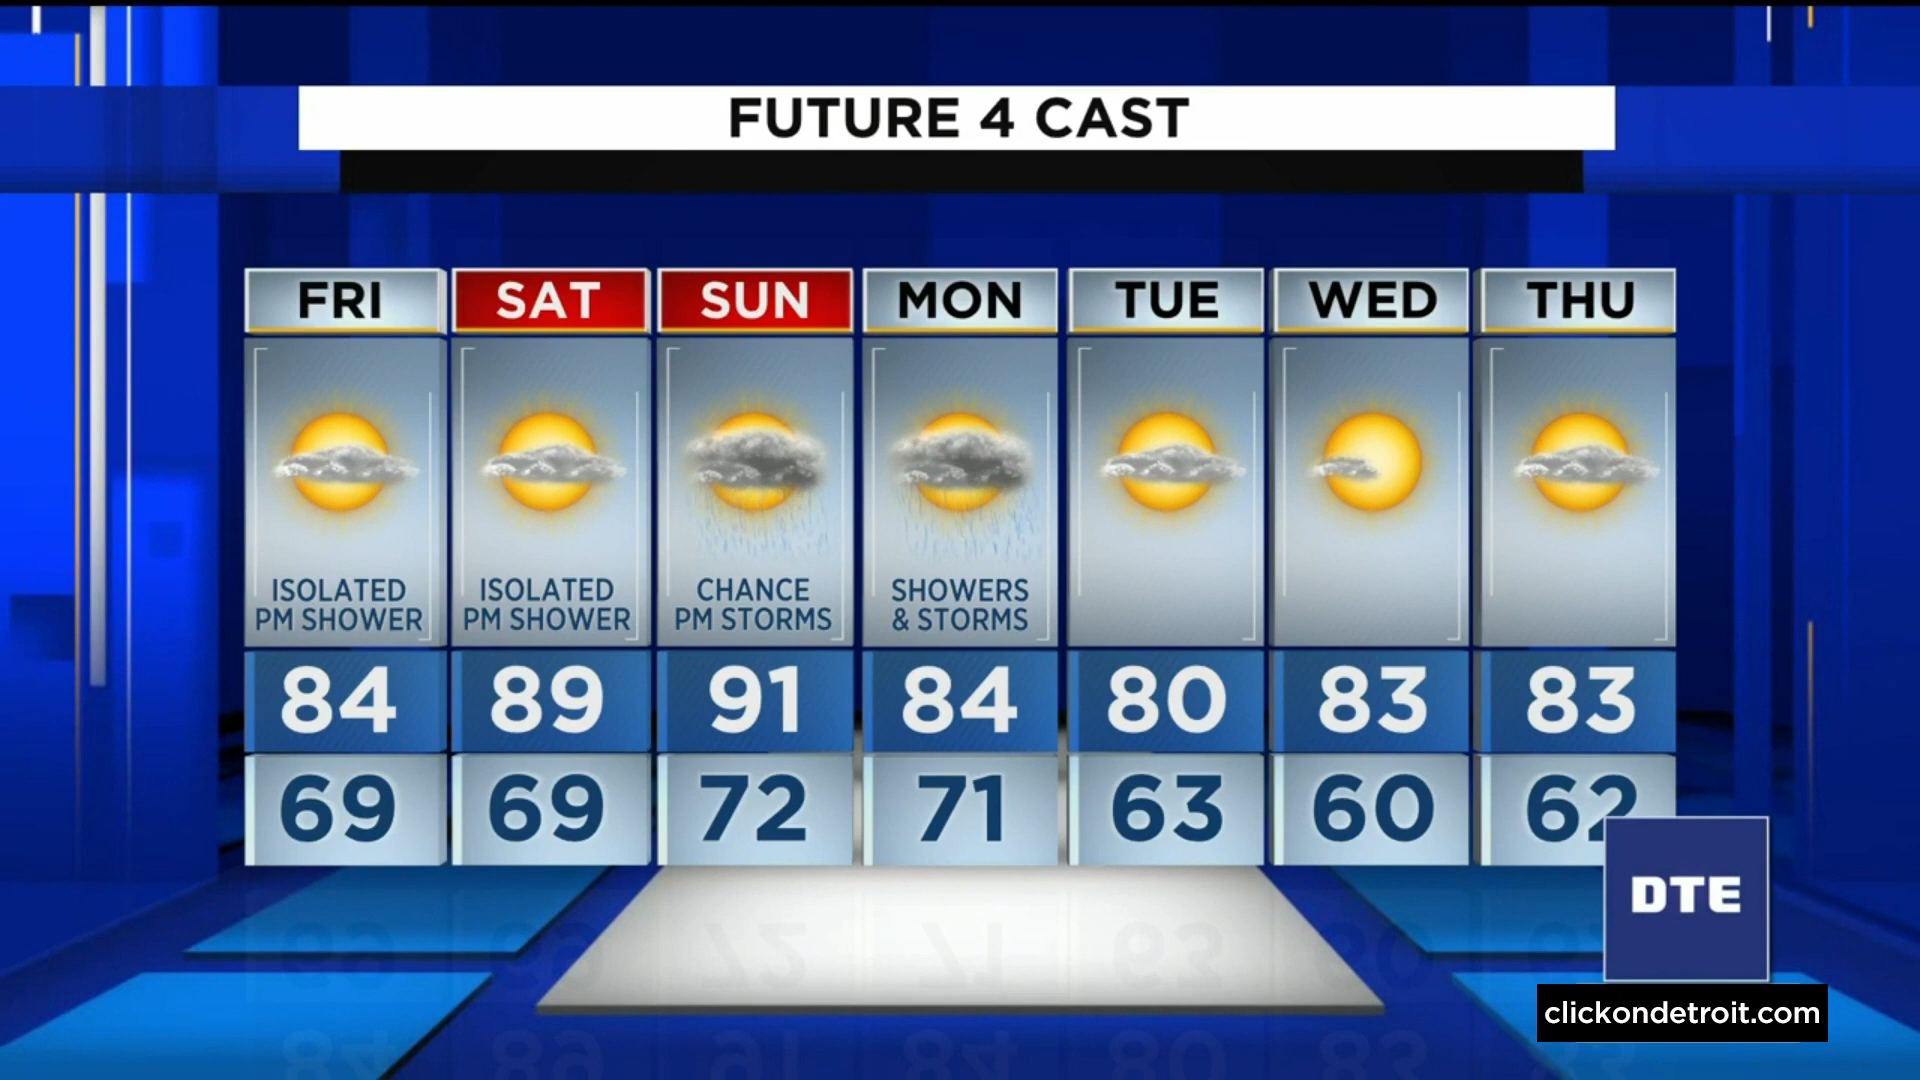 FUTURE 4 CAST
FRI SAT SUN MON TUE WED THU
ISOLATED ISOLATED CHANCE SHOWERS
PM SHOWER PM SHOWER PM STORMS & STORMS
84 89 91 84 80 83 83
69 69 72 71 63 60 62
DTE
clickondetroit.com